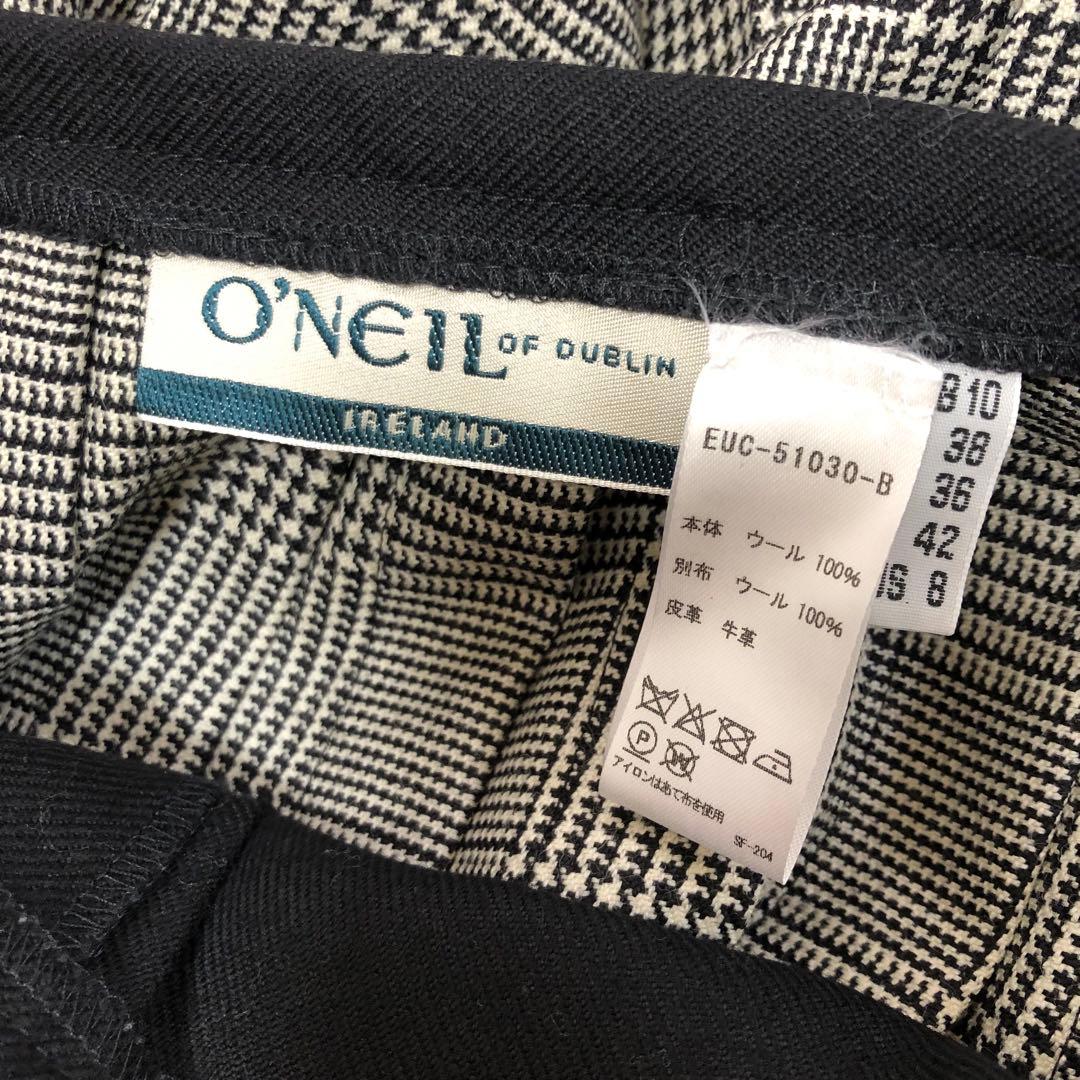 O'NEIL OF DUBLIN
IRELAND
EUC-51030-B
本体 ウール 100%
別布 ウール 100%
皮革 牛革
P
W
アイロンはあて布を使用
SF-204
B 10
38
36
42
8